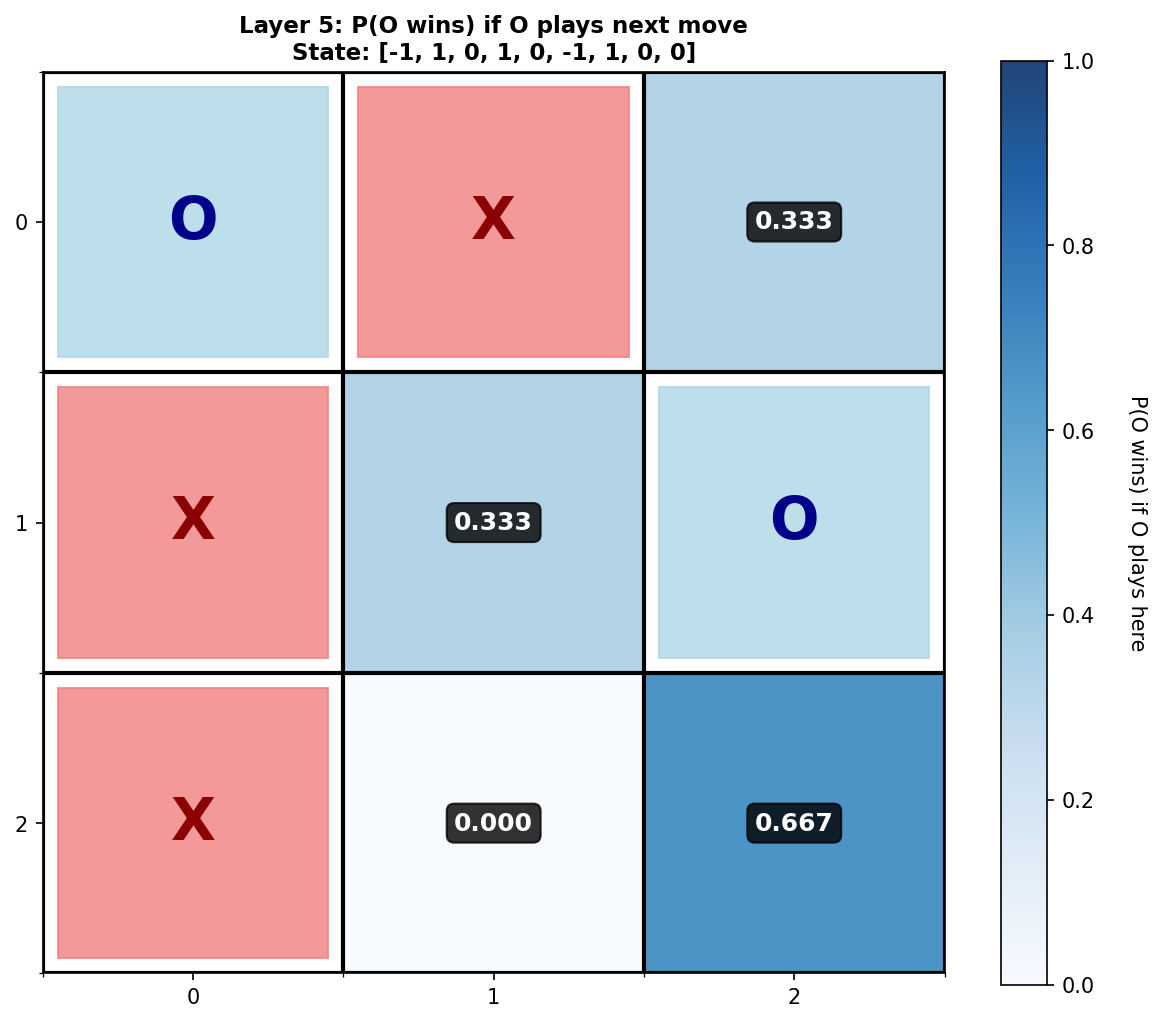 Layer 5: P(O wins) if O plays next move
State: [-1, 1, 0, 1, 0, -1, 1, 0, 0]
0
O
X
0.333
1
X
0.333
O
2
X
0.000
0.667
0
1
2
1.0
0.8
0.6
0.4
0.2
0.0
P(O wins) if O plays here